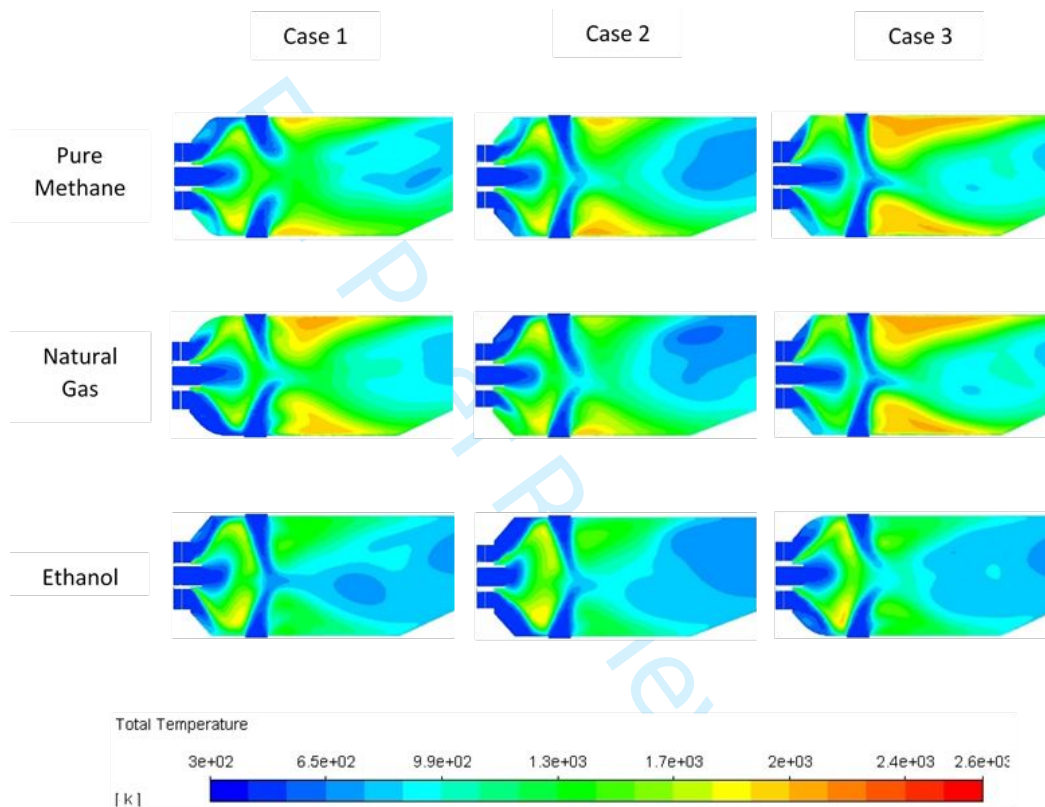 Case 1
Case 2
Case 3
Pure
Methane
Natural
Gas
Ethanol
Total Temperature
3e+02 6.5e+02 9.9e+02 1.3e+03 1.7e+03 2e+03 2.4e+03 2.6e+03
[K]